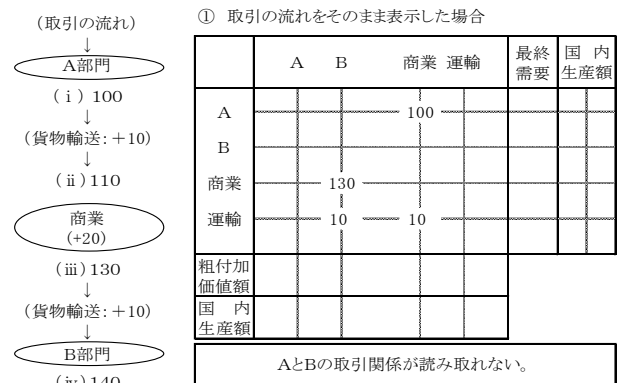 (取引の流れ)
↓
A部門
(ⅰ) 100
↓
(貨物輸送:+10)
↓
(ⅱ)110
商業
(+20)
(ⅲ)130
↓
(貨物輸送:+10)
↓
B部門
(ⅳ)140
① 取引の流れをそのまま表示した場合
A B 商業 運輸 最終需要 国内生産額
A 100
B
商業 130
運輸 10 10
粗付加
価値額
国 内
生産額
AとBの取引関係が読み取れない。